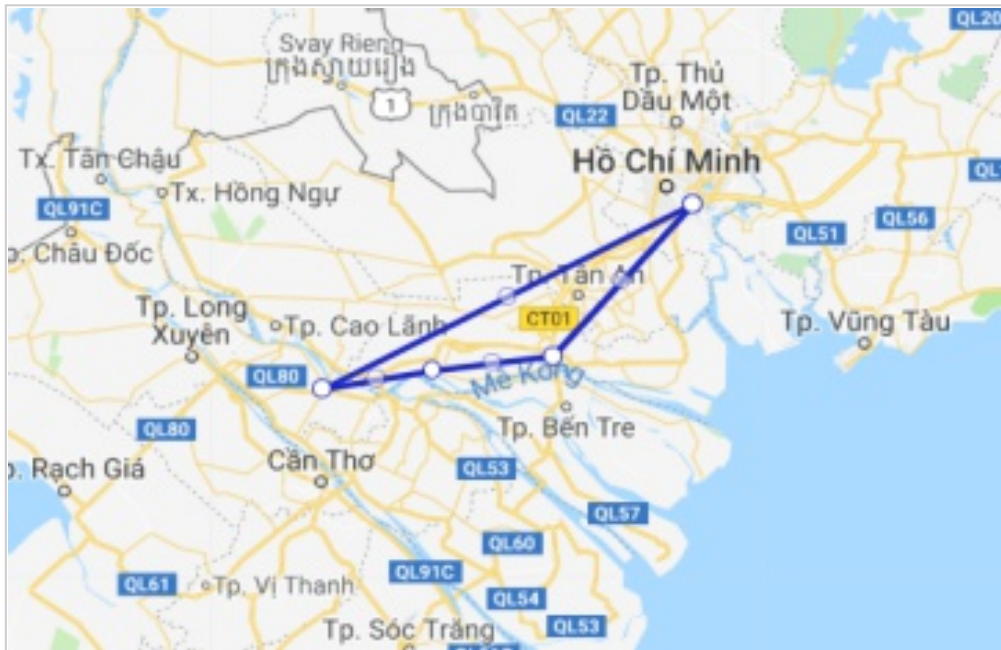 QL20
Svay Rieng
ក្រុងស្វាយរៀង
Tp. Thủ
Dầu Một
1
ក្រុងបាវិត
QL22
Hồ Chí Minh
Tx. Tân Châu
Tx. Hồng Ngự
QL91C
QL56
QL51
p. Châu Đốc
Tp. Tân An
Tp. Long
Xuyên
Tp. Cao Lãnh
CT01
Tp. Vũng Tàu
QL80
Mê Kông
Tp. Bến Tre
QL80
Cần Thơ
QL53
p. Rạch Giá
QL57
QL60
QL61
Tp. Vị Thanh
QL91C
QL54
Tp. Sóc Trăng
QL53